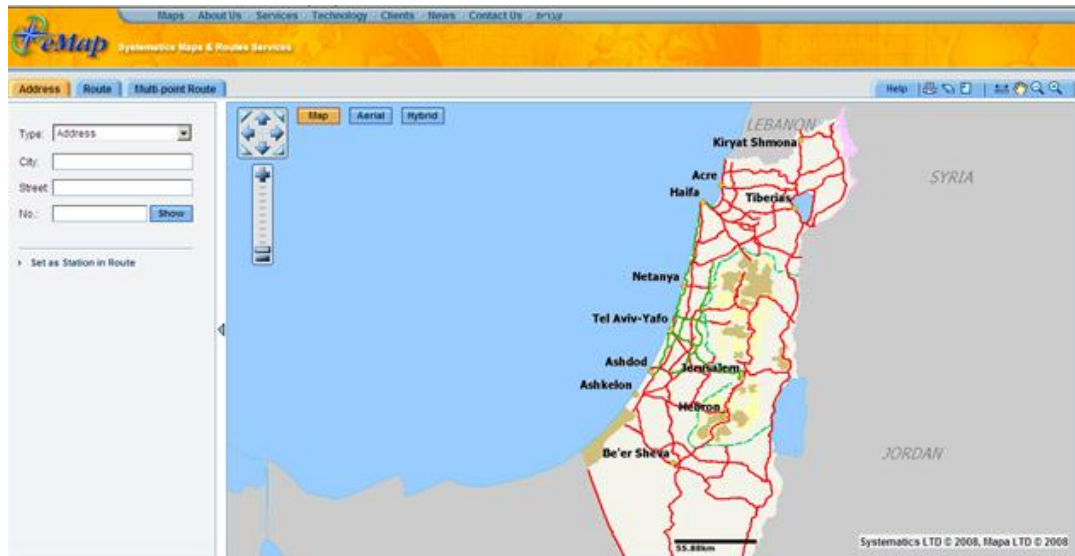 Maps About Us Services Technology Clients News Contact Us עברית
eMap Systematics Maps & Routes Services
Address Route Multi-point Route Help
Map Aerial Hybrid
Type: Address
City:
Street
No.: Show
Set as Station in Route
LEBANON
Kiryat Shmona
SYRIA
Acre
Haifa
Tiberias
Netanya
Tel Aviv-Yafo
Ashdod
Jerusalem
Ashkelon
Hebron
Be'er Sheva
JORDAN
55.88km
Systematics LTD © 2008, Mapa LTD © 2008